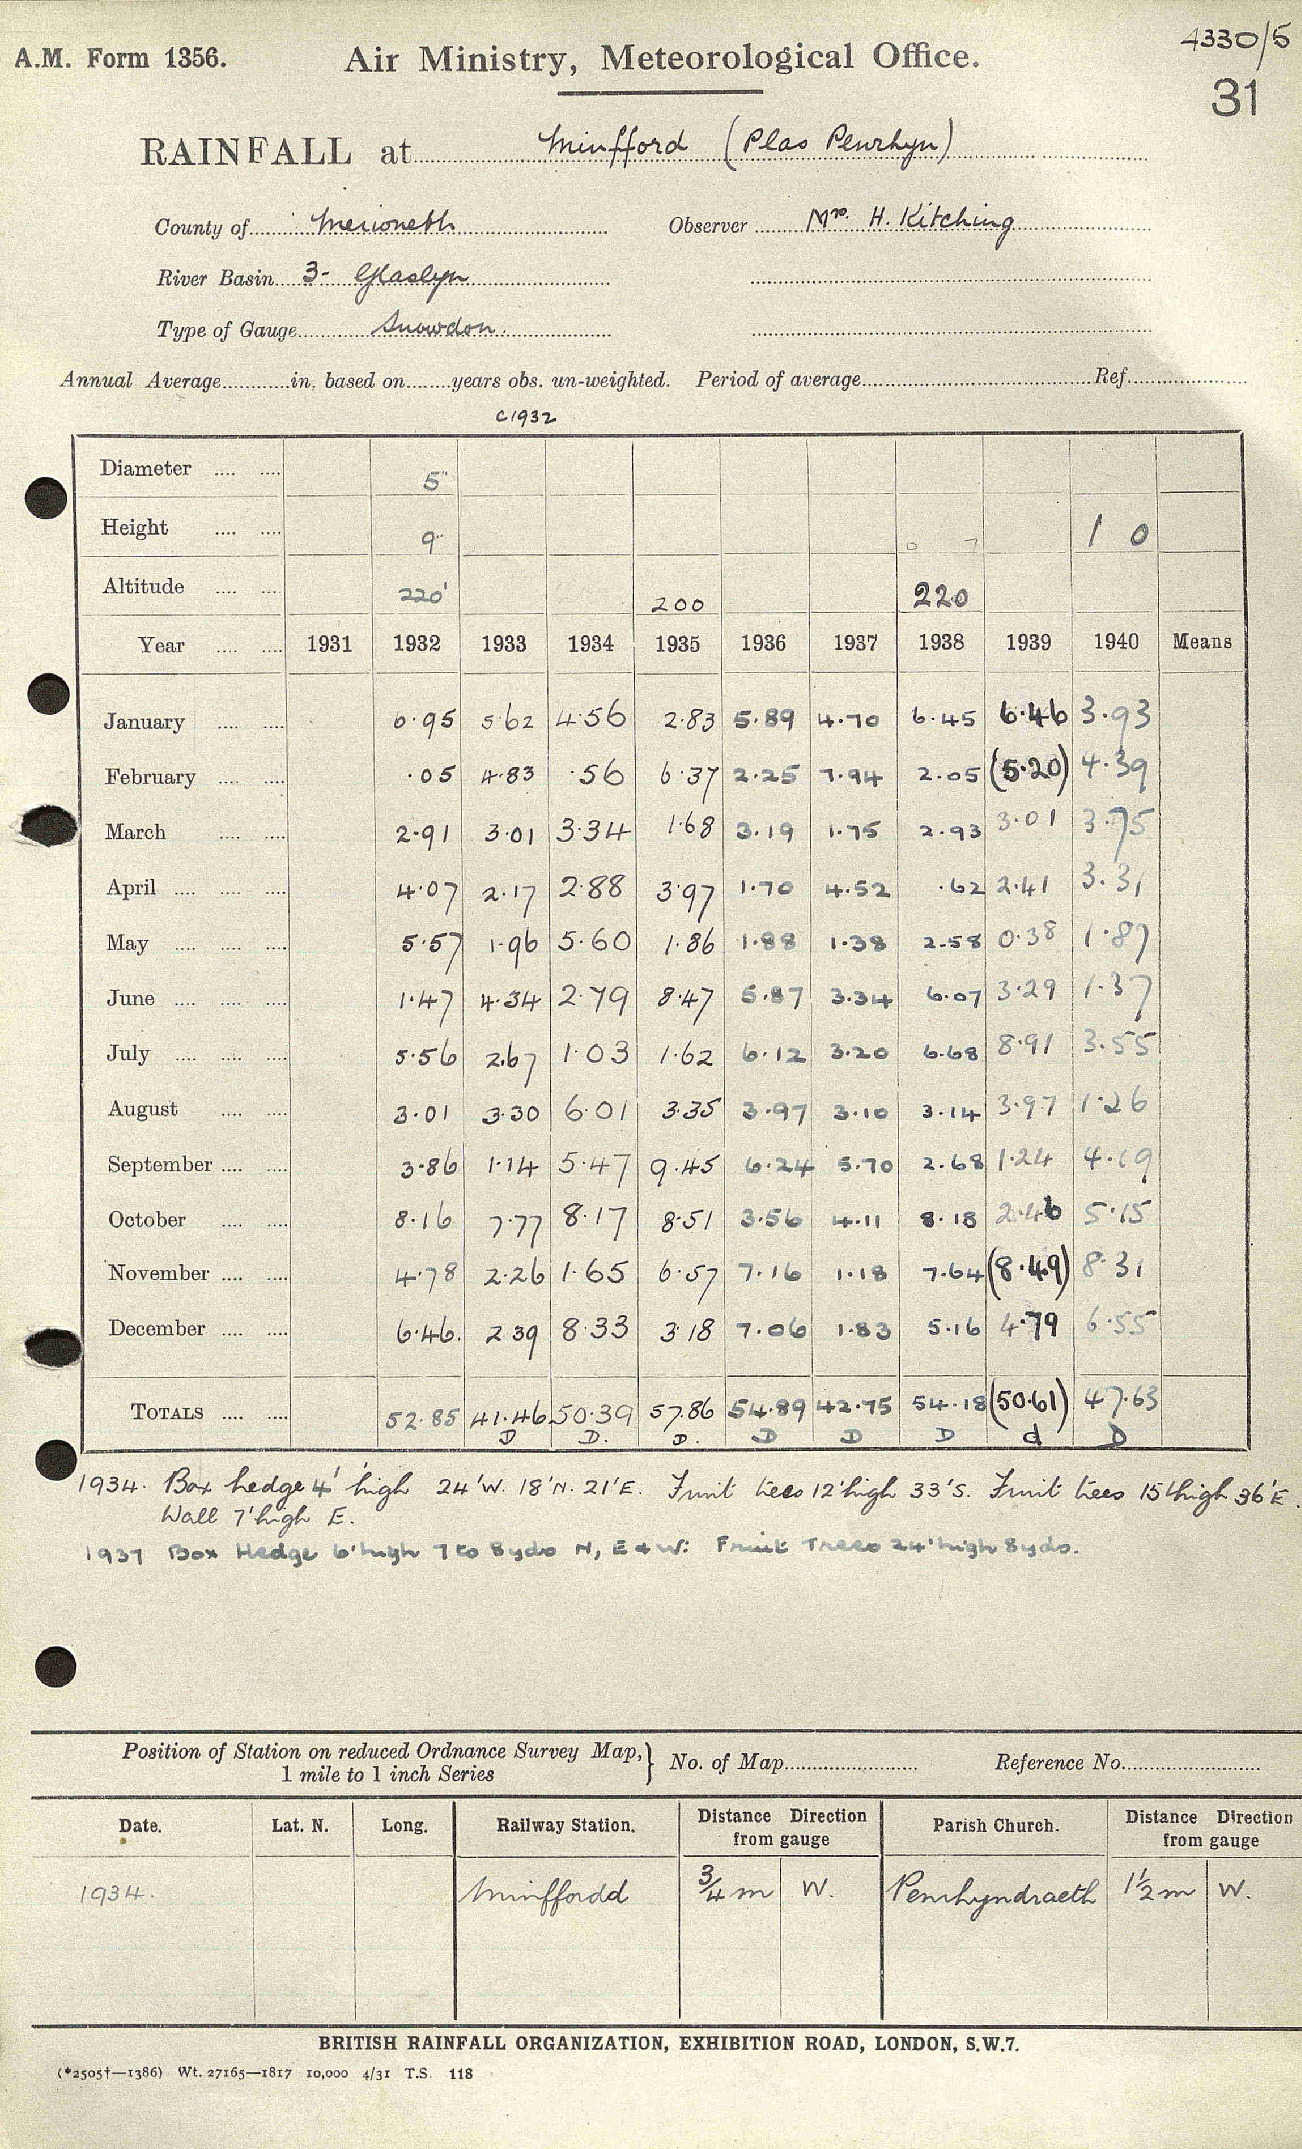 4330/5
A.M. Form 1356. Air Ministry, Meteorological Office.
31
RAINFALL at Minfford (Plas Penrhyn)
County of Merioneth Observer Mrs. H. Kitching
River Basin 3- Glaslyn
Type of Gauge Snowdon
Annual Average in. based on years obs. un-weighted. Period of average Ref.
C1932
Diameter 5"
Height 9" 0 7 1 0
Altitude 220' 200 220
Year 1931 1932 1933 1934 1935 1936 1937 1938 1939 1940 Means
January 6.95 5.62 4.56 2.83 5.89 4.70 6.45 6.46 3.93
February .05 4.83 .56 6.37 2.25 7.94 2.05 (5.20) 4.39
March 2.91 3.01 3.34 1.68 3.19 1.75 2.93 3.01 3.75
April 4.07 2.17 2.88 3.97 1.70 4.52 .62 2.41 3.31
May 5.57 1.96 5.60 1.86 1.88 1.38 2.58 0.38 1.87
June 1.47 4.34 2.79 8.47 5.87 3.34 6.07 3.29 1.37
July 5.56 2.67 1.03 1.62 6.12 3.20 6.68 8.91 3.55
August 3.01 3.30 6.01 3.35 3.97 3.10 3.14 3.97 1.26
September 3.86 1.14 5.47 9.45 6.24 5.70 2.68 1.24 4.19
October 8.16 7.77 8.17 8.51 3.56 4.11 8.18 2.46 5.15
November 4.78 2.26 1.65 6.57 7.16 1.18 7.64 (8.49) 8.31
December 6.46. 2.39 8.33 3.18 7.06 1.83 5.16 4.79 6.55
TOTALS 52.85 41.46 50.39 57.86 54.89 42.75 54.18 (50.61) 47.63
D D. D. D D D d D
1934. Box hedge 4' high 24'W. 18'N. 21'E. Fruit trees 12'high 33'S. Fruit trees 15'high 36'E.
Wall 7'high E.
1937 Box Hedge 6'high 7 to 8yds N, E & W: Fruit Trees 24'high 8yds.
Position of Station on reduced Ordnance Survey Map,} No. of Map Reference No.
1 mile to 1 inch Series
Date. Lat. N. Long. Railway Station. Distance Direction from gauge Parish Church. Distance Direction from gauge
1934. Minffordd 3/4 m W. Penrhyndraeth 1 1/2 m W.
BRITISH RAINFALL ORGANIZATION, EXHIBITION ROAD, LONDON, S.W.7.
(*2505†—1386) Wt. 27165—1817 10,000 4/31 T.S. 118